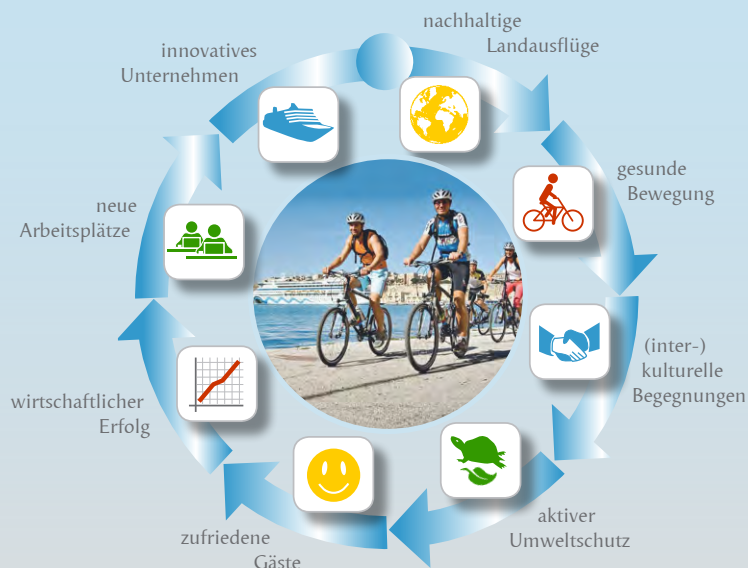 nachhaltige
Landausflüge
gesunde
Bewegung
(inter-)
kulturelle
Begegnungen
aktiver
Umweltschutz
zufriedene
Gäste
wirtschaftlicher
Erfolg
neue
Arbeitsplätze
innovatives
Unternehmen